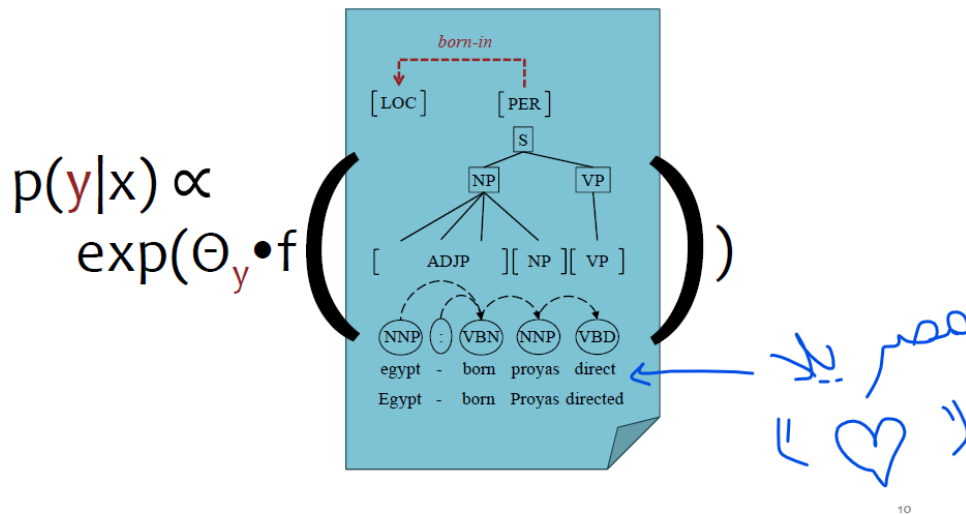 born-in
[LOC] [PER]
S
NP VP
p(y|x) ∝
exp(Θy•f( ))
[ ADJP ][ NP ][ VP ]
NNP : VBN NNP VBD
egypt - born proyas direct
Egypt - born Proyas directed
10